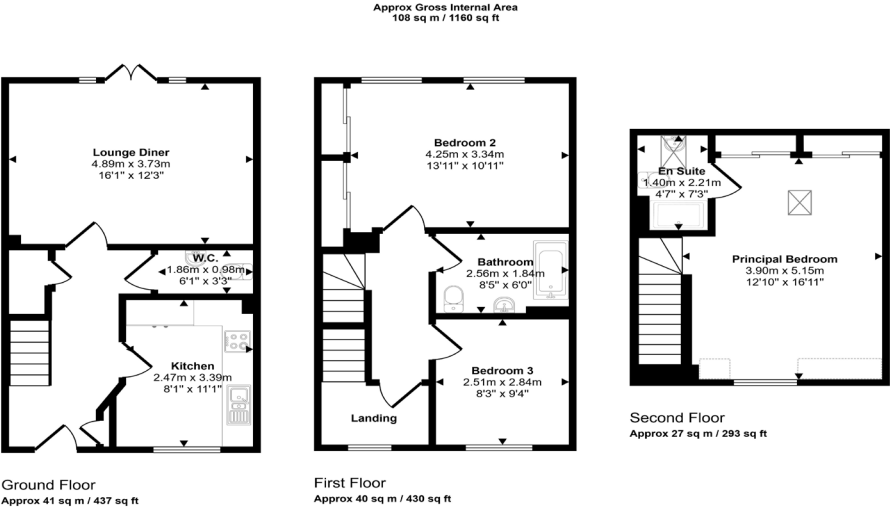 Approx Gross Internal Area
108 sq m / 1160 sq ft
Lounge Diner
4.89m x 3.73m
16'1" x 12'3"
W.C.
1.86m x 0.98m
6'1" x 3'3"
Kitchen
2.47m x 3.39m
8'1" x 11'1"
Ground Floor
Approx 41 sq m / 437 sq ft
Bedroom 2
4.25m x 3.34m
13'11" x 10'11"
Bathroom
2.56m x 1.84m
8'5" x 6'0"
Bedroom 3
2.51m x 2.84m
8'3" x 9'4"
Landing
First Floor
Approx 40 sq m / 430 sq ft
En Suite
1.40m x 2.21m
4'7" x 7'3"
Principal Bedroom
3.90m x 5.15m
12'10" x 16'11"
Second Floor
Approx 27 sq m / 293 sq ft